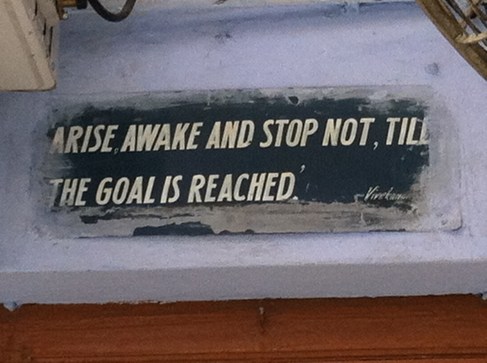 ARISE, AWAKE AND STOP NOT, TILL
THE GOAL IS REACHED.'